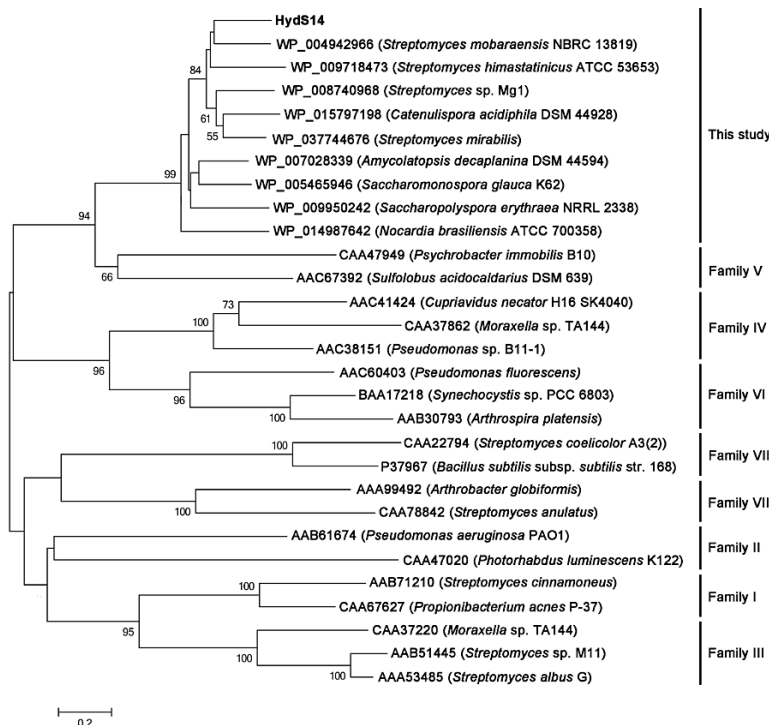 HydS14
84
WP_004942966 (Streptomyces mobaraensis NBRC 13819)
WP_009718473 (Streptomyces himastatinicus ATCC 53653)
WP_008740968 (Streptomyces sp. Mg1)
61
WP_015797198 (Catenulispora acidiphila DSM 44928)
55
WP_037744676 (Streptomyces mirabilis)
This study
WP_007028339 (Amycolatopsis decaplanina DSM 44594)
99
WP_005465946 (Saccharomonospora glauca K62)
WP_009950242 (Saccharopolyspora erythraea NRRL 2338)
94
WP_014987642 (Nocardia brasiliensis ATCC 700358)
CAA47949 (Psychrobacter immobilis B10)
66
AAC67392 (Sulfolobus acidocaldarius DSM 639)
Family V
73
AAC41424 (Cupriavidus necator H16 SK4040)
100
CAA37862 (Moraxella sp. TA144)
Family IV
AAC38151 (Pseudomonas sp. B11-1)
96
AAC60403 (Pseudomonas fluorescens)
96
BAA17218 (Synechocystis sp. PCC 6803)
Family VI
100
AAB30793 (Arthrospira platensis)
100
CAA22794 (Streptomyces coelicolor A3(2))
Family VII
P37967 (Bacillus subtilis subsp. subtilis str. 168)
AAA99492 (Arthrobacter globiformis)
Family VII
100
CAA78842 (Streptomyces anulatus)
AAB61674 (Pseudomonas aeruginosa PAO1)
Family II
CAA47020 (Photorhabdus luminescens K122)
100
AAB71210 (Streptomyces cinnamoneus)
Family I
CAA67627 (Propionibacterium acnes P-37)
95
CAA37220 (Moraxella sp. TA144)
100
AAB51445 (Streptomyces sp. M11)
Family III
100
AAA53485 (Streptomyces albus G)
0.2